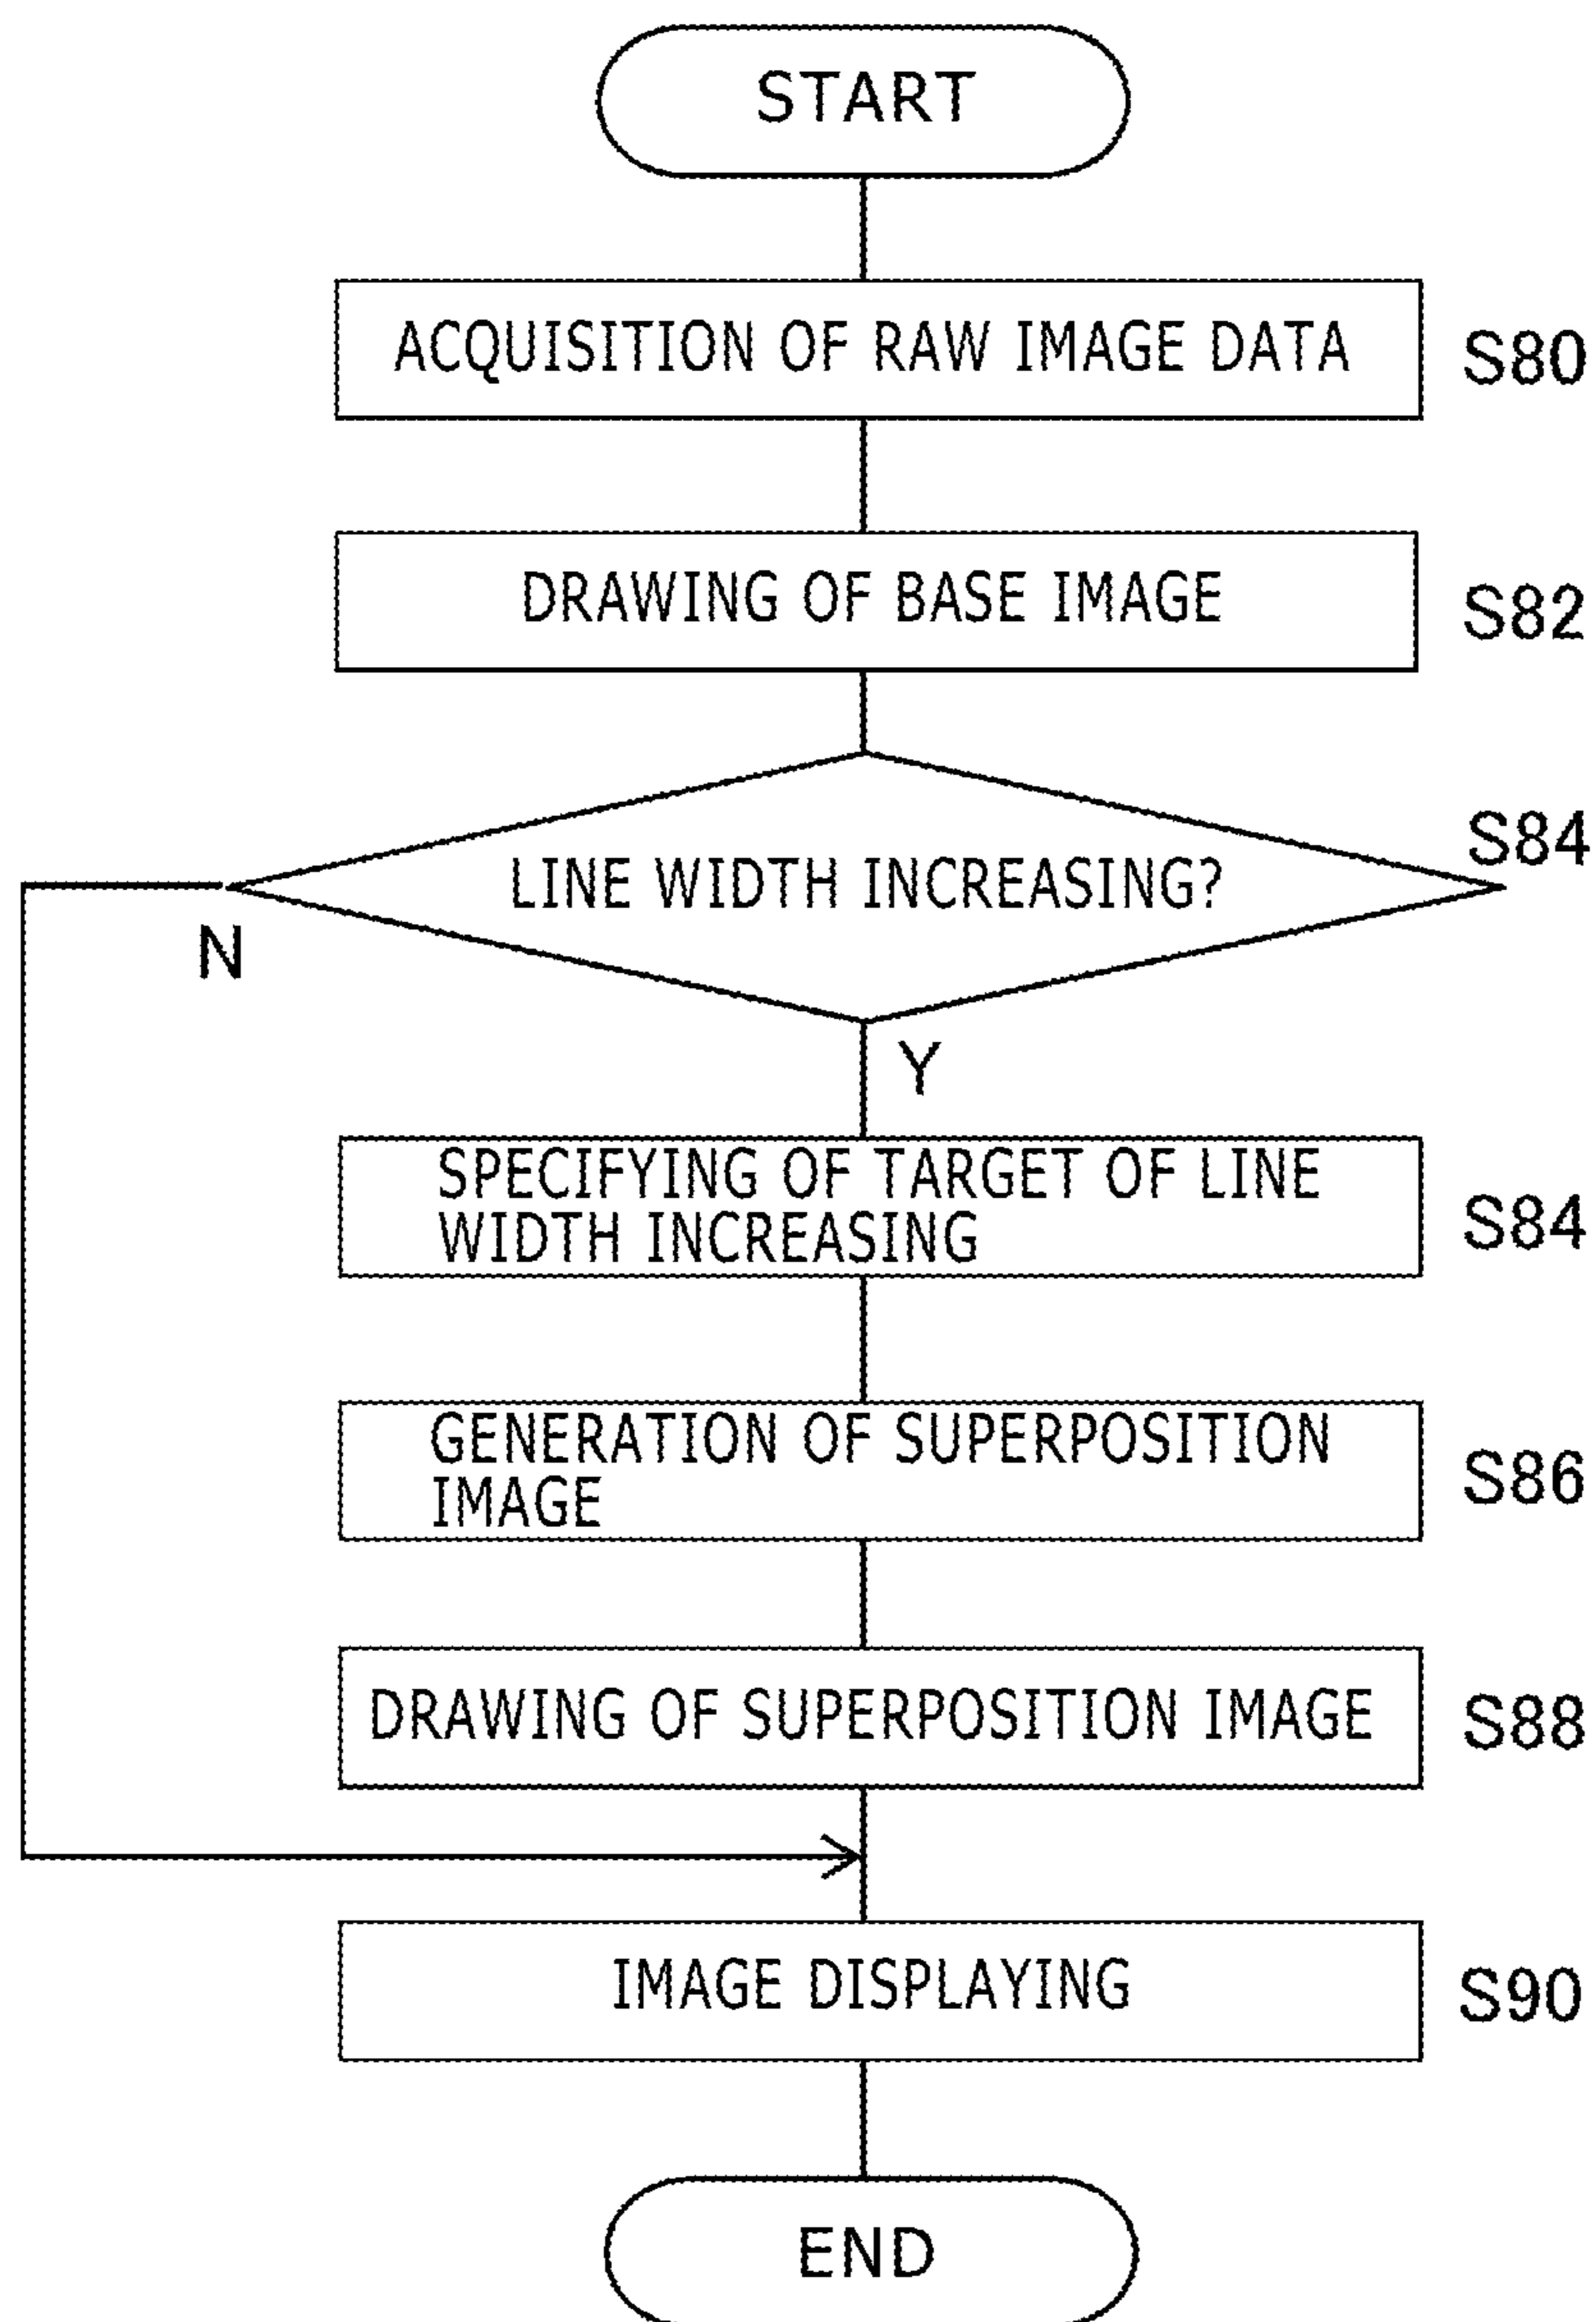 START
ACQUISITION OF RAW IMAGE DATA
S80
DRAWING OF BASE IMAGE
S82
S84
LINE WIDTH INCREASING?
N
Y
SPECIFYING OF TARGET OF LINE
WIDTH INCREASING
S84
GENERATION OF SUPERPOSITION
IMAGE
S86
DRAWING OF SUPERPOSITION IMAGE
S88
IMAGE DISPLAYING
S90
END